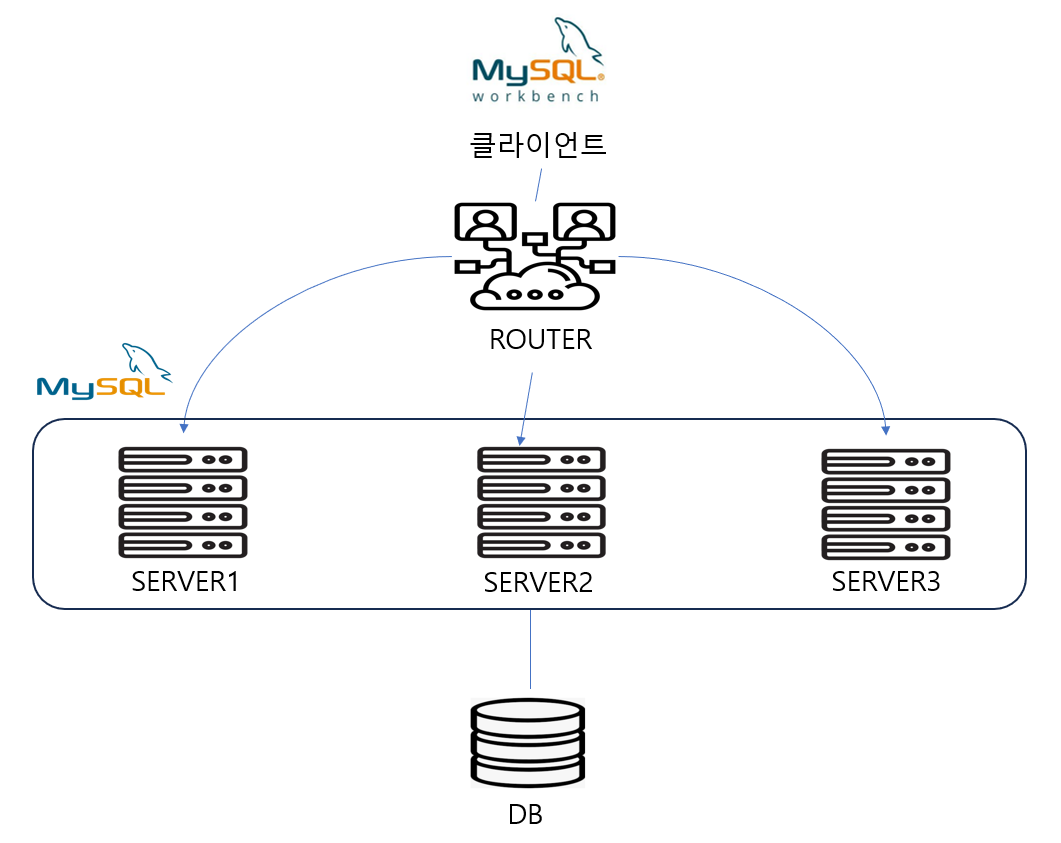 MySQL®
workbench
클라이언트
ROUTER
MySQL
SERVER1
SERVER2
SERVER3
DB